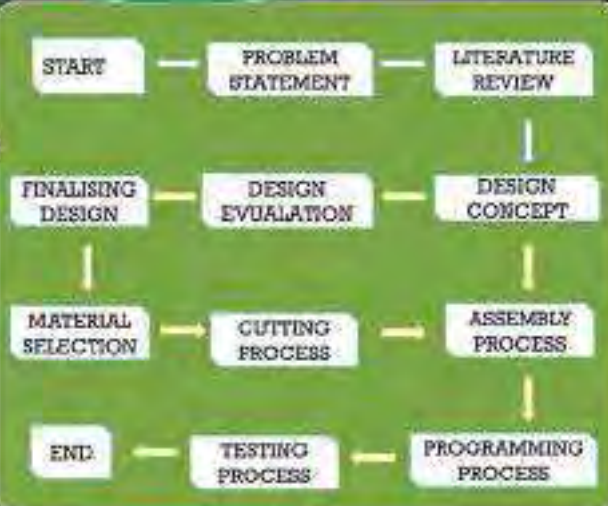 START
PROBLEM
STATEMENT
LITERATURE
REVIEW
DESIGN
CONCEPT
DESIGN
EVUALATION
FINALISING
DESIGN
MATERIAL
SELECTION
CUTTING
PROCESS
ASSEMBLY
PROCESS
PROGRAMMING
PROCESS
TESTING
PROCESS
END